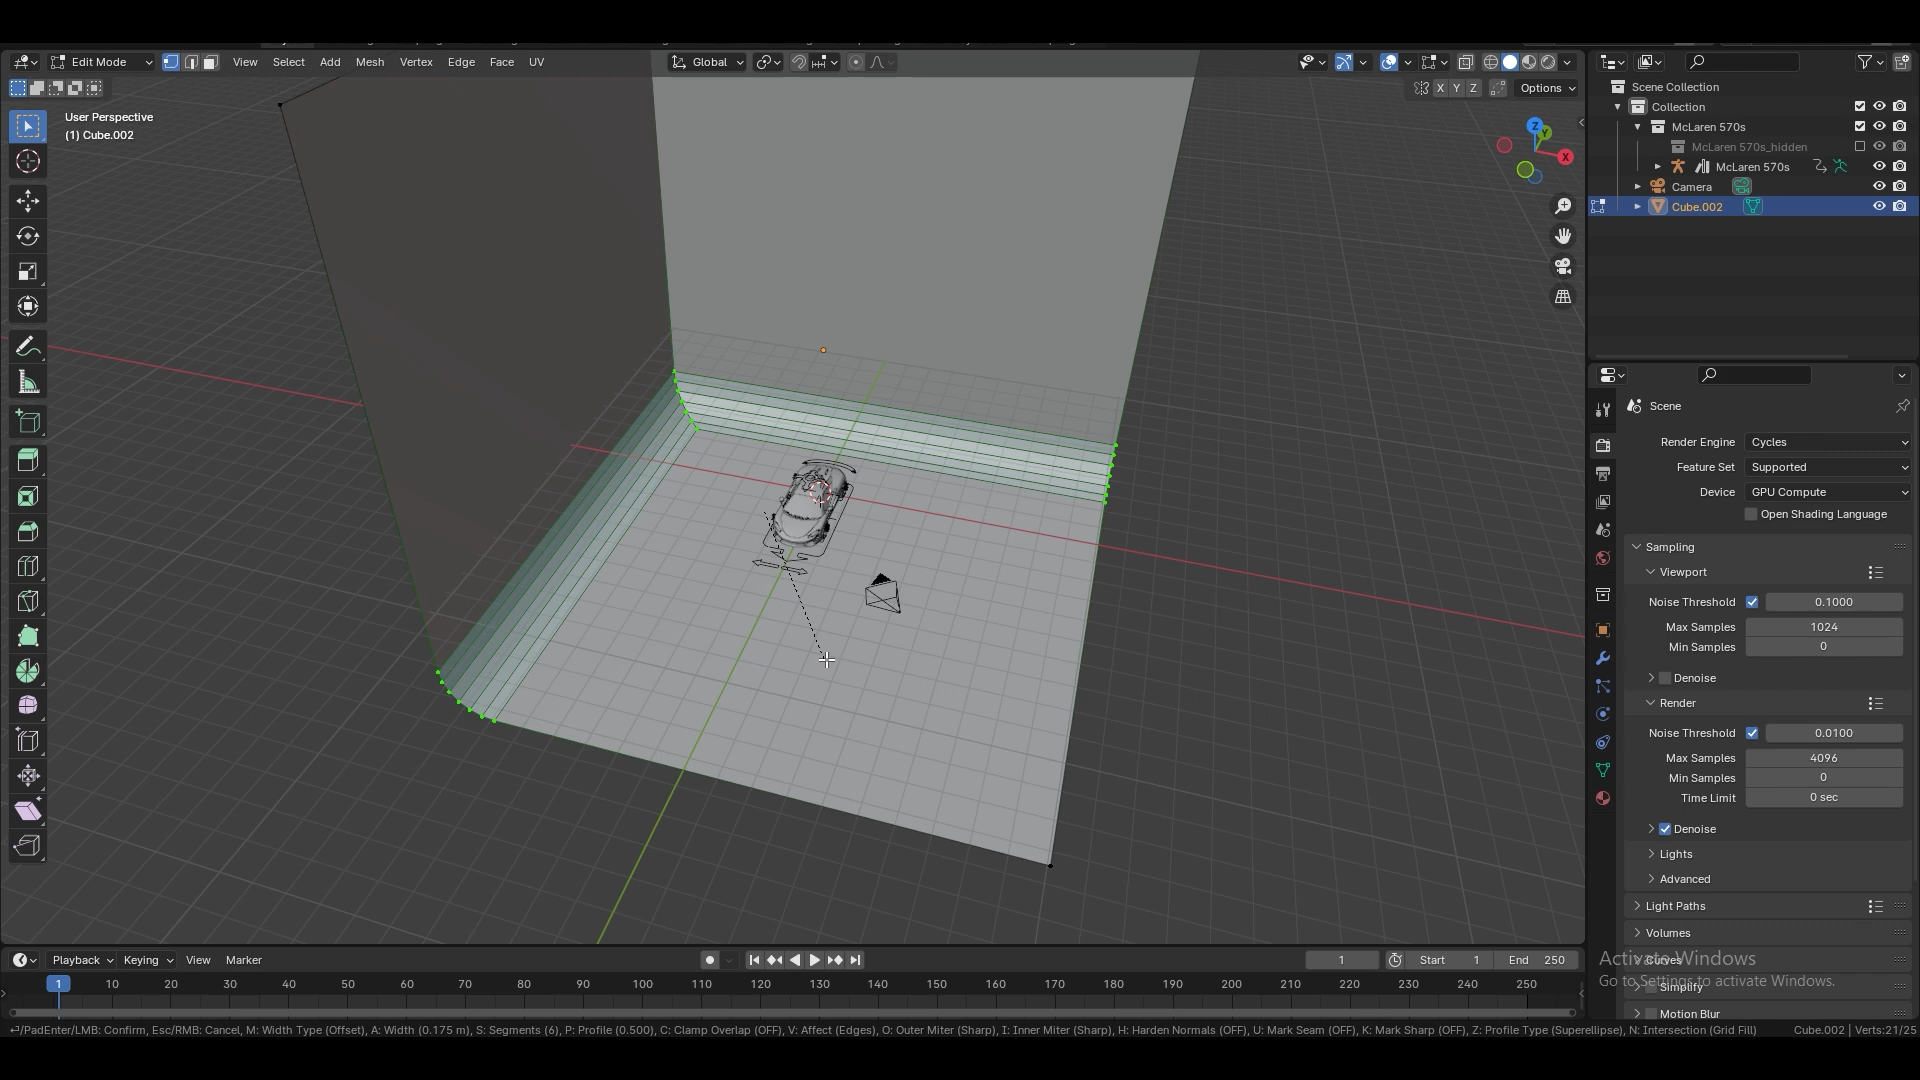 Edit Mode View Select Add Mesh Vertex Edge Face UV Global
X Y Z Options
User Perspective
(1) Cube.002
Z
Y
X
Scene Collection
Collection
McLaren 570s
McLaren 570s_hidden
McLaren 570s
Camera
Cube.002
Scene
Render Engine Cycles
Feature Set Supported
Device GPU Compute
Open Shading Language
Sampling
Viewport
Noise Threshold 0.1000
Max Samples 1024
Min Samples 0
Denoise
Render
Noise Threshold 0.0100
Max Samples 4096
Min Samples 0
Time Limit 0 sec
Denoise
Lights
Advanced
Light Paths
Volumes
Curves
Simplify
Motion Blur
Activate Windows
Go to Settings to activate Windows.
Playback Keying View Marker 1 Start 1 End 250
1 10 20 30 40 50 60 70 80 90 100 110 120 130 140 150 160 170 180 190 200 210 220 230 240 250
/PadEnter/LMB: Confirm, Esc/RMB: Cancel, M: Width Type (Offset), A: Width (0.175 m), S: Segments (6), P: Profile (0.500), C: Clamp Overlap (OFF), V: Affect (Edges), O: Outer Miter (Sharp), I: Inner Miter (Sharp), H: Harden Normals (OFF), U: Mark Seam (OFF), K: Mark Sharp (OFF), Z: Profile Type (Superellipse), N: Intersection (Grid Fill) Cube.002 | Verts:21/25